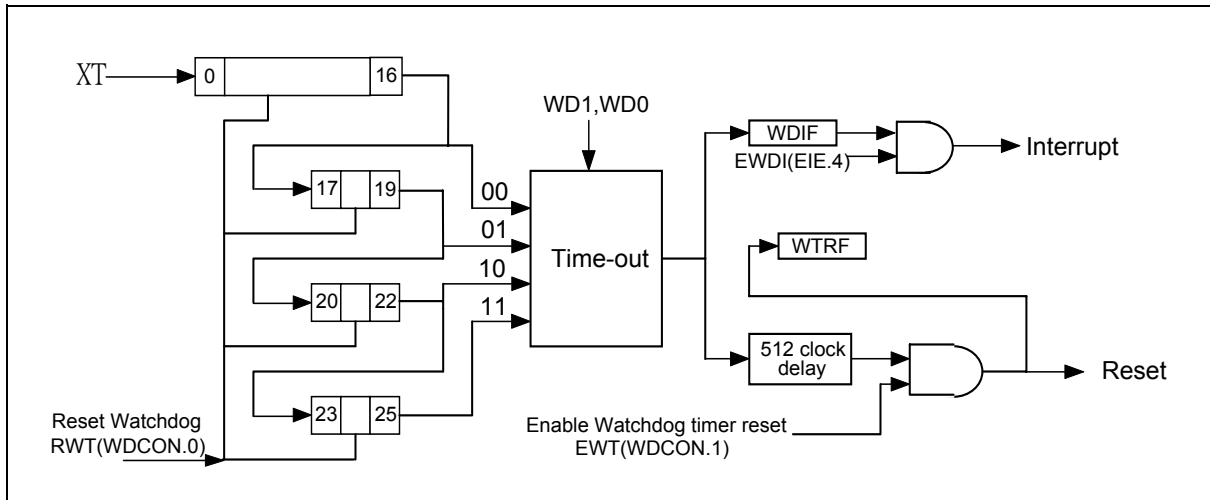 XT
0
16
WD1,WD0
WDIF
EWDI(EIE.4)
Interrupt
17
19
00
01
10
11
Time-out
WTRF
20
22
512 clock
delay
Reset
23
25
Reset Watchdog
RWT(WDCON.0)
Enable Watchdog timer reset
EWT(WDCON.1)